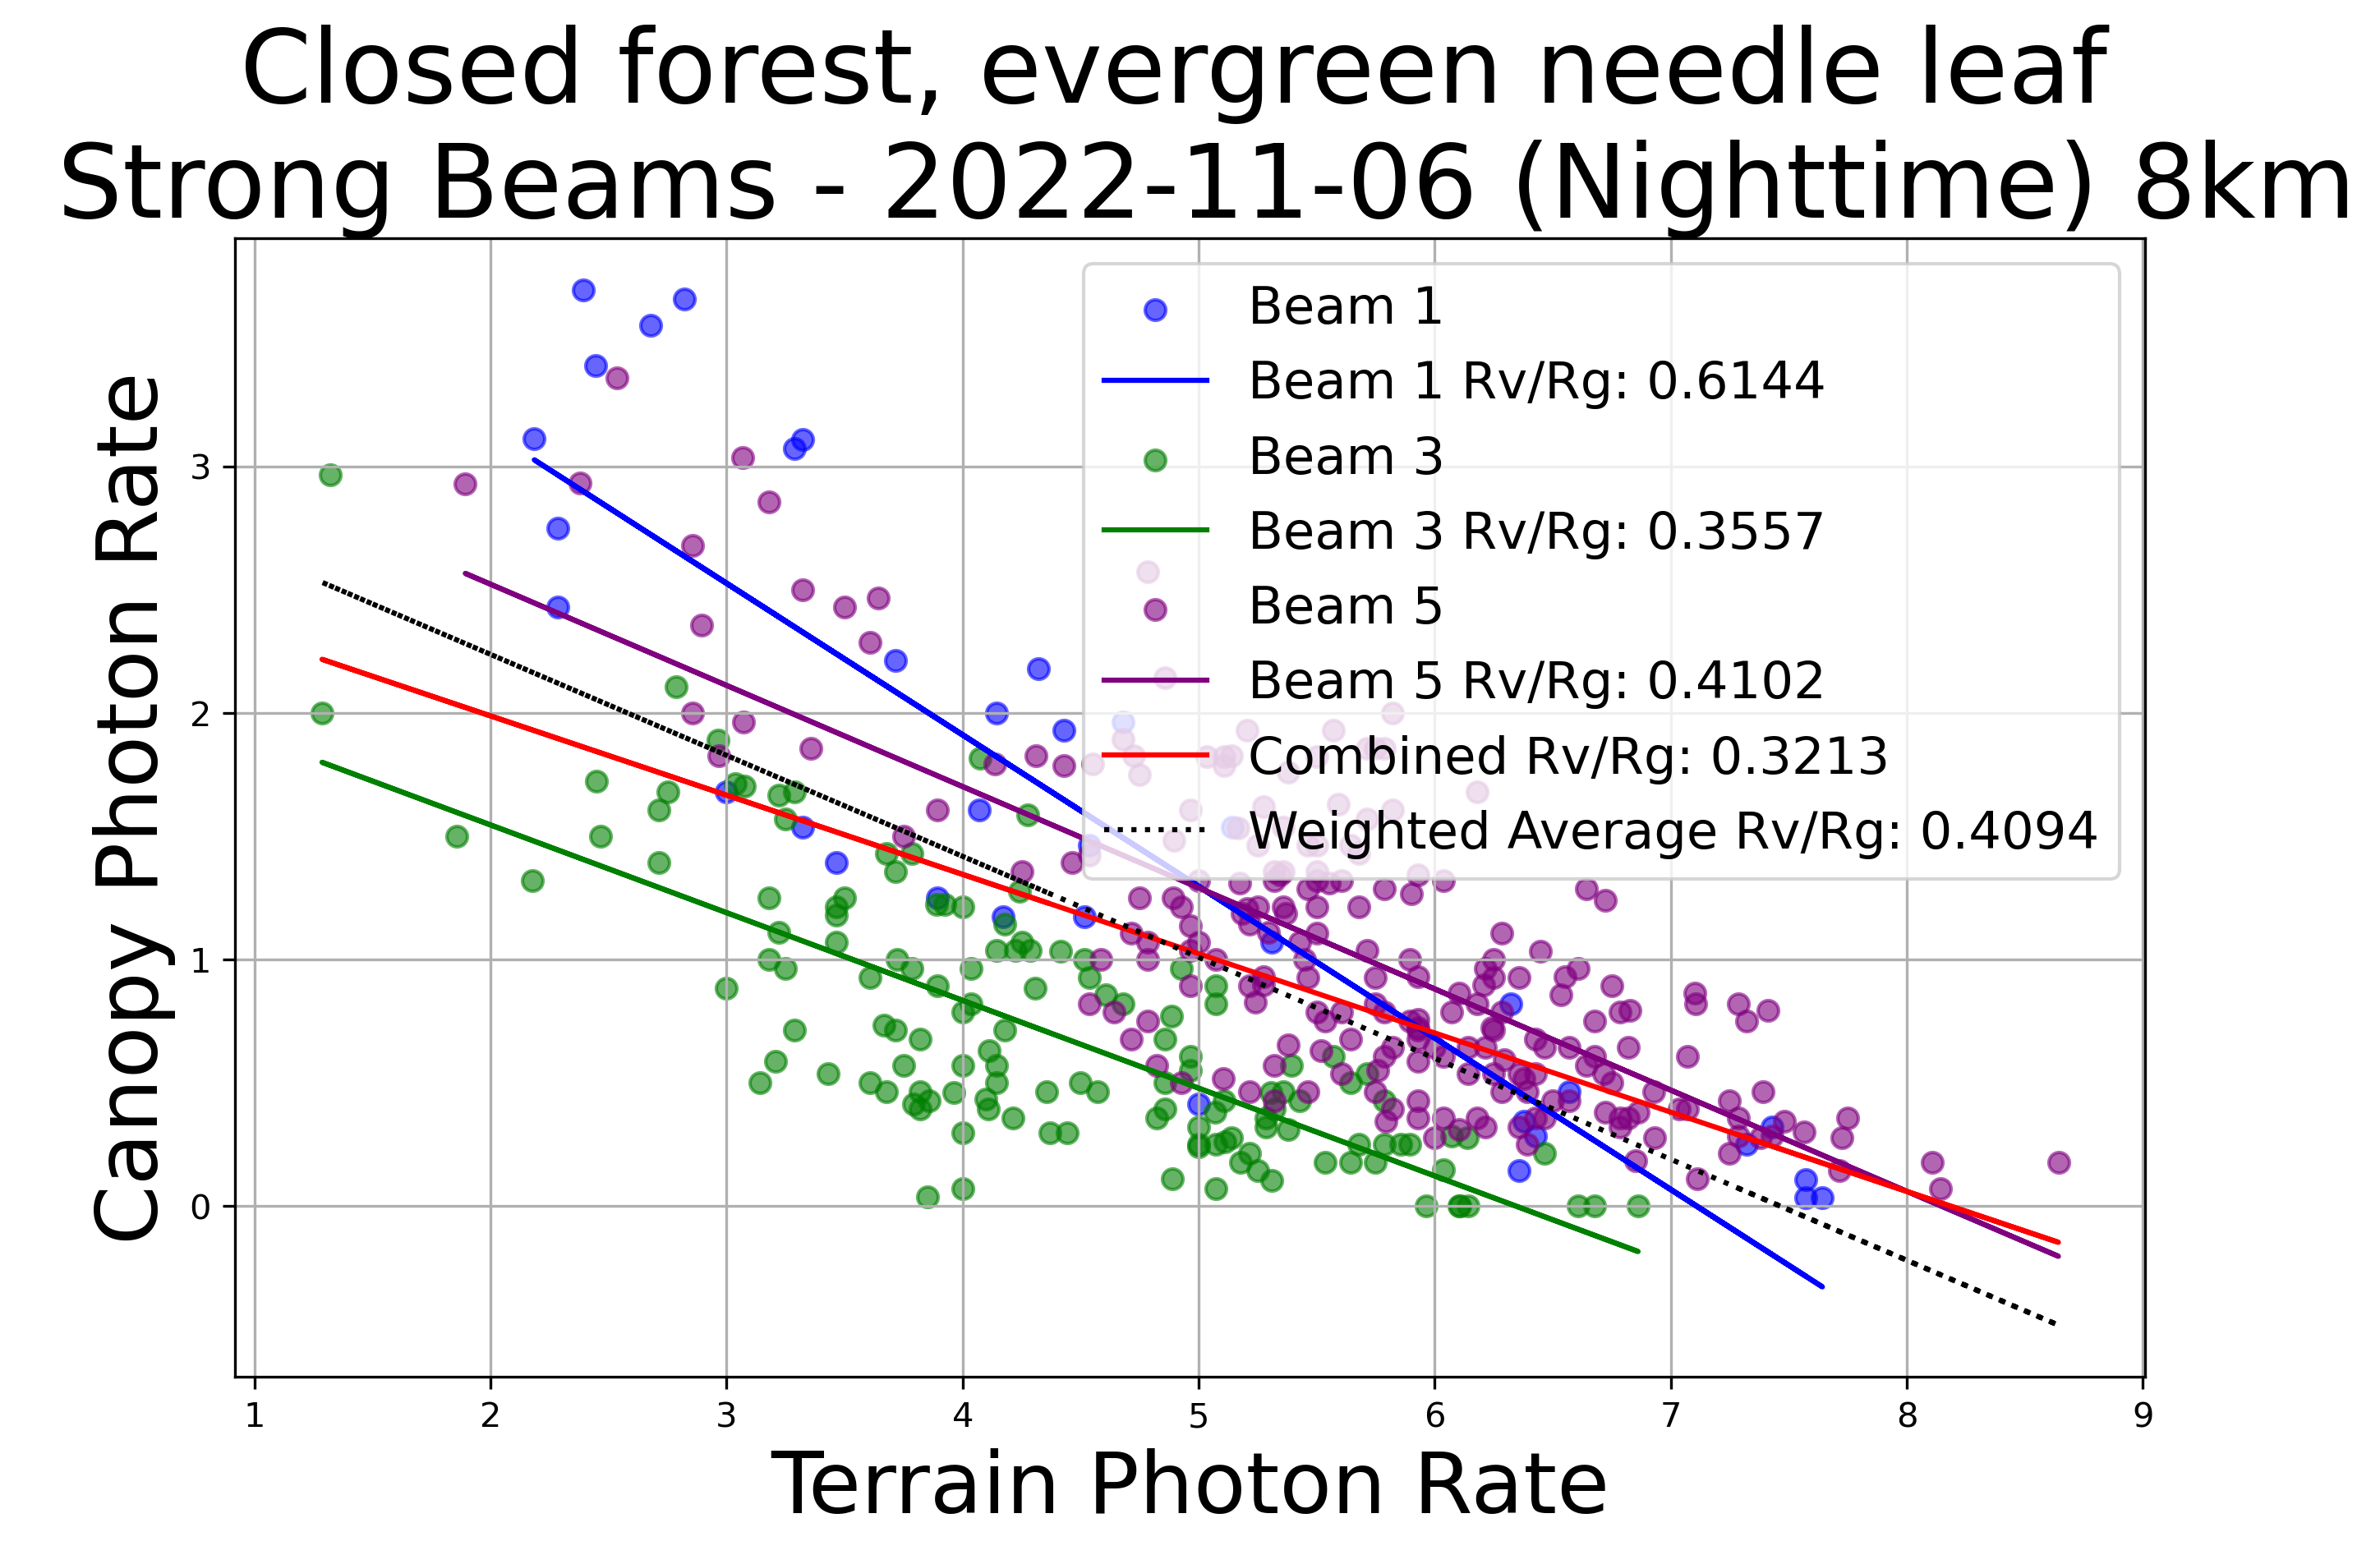 Closed forest, evergreen needle leaf
Strong Beams - 2022-11-06 (Nighttime) 8km
Canopy Photon Rate
3
2
1
0
Beam 1
Beam 1 Rv/Rg: 0.6144
Beam 3
Beam 3 Rv/Rg: 0.3557
Beam 5
Beam 5 Rv/Rg: 0.4102
Combined Rv/Rg: 0.3213
Weighted Average Rv/Rg: 0.4094
1 2 3 4 5 6 7 8 9
Terrain Photon Rate